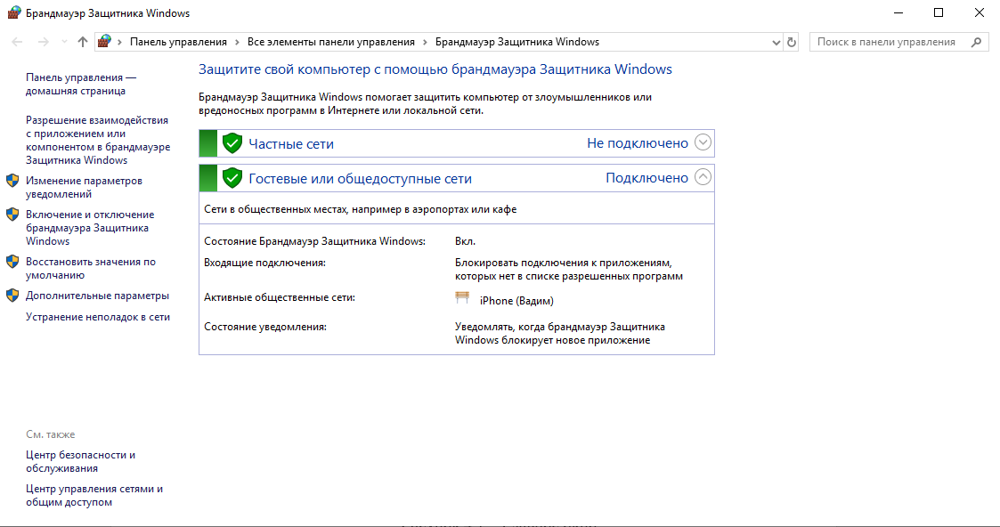 Брандмауэр Защитника Windows
Панель управления
Все элементы панели управления
Брандмауэр Защитника Windows
Поиск в панели управления
Панель управления —
домашняя страница
Разрешение взаимодействия
с приложением или
компонентом в брандмауэре
Защитника Windows
Изменение параметров
уведомлений
Включение и отключение
брандмауэра Защитника
Windows
Восстановить значения по
умолчанию
Дополнительные параметры
Устранение неполадок в сети
Защитите свой компьютер с помощью брандмауэра Защитника Windows
Брандмауэр Защитника Windows помогает защитить компьютер от злоумышленников или
вредоносных программ в Интернете или локальной сети.
Частные сети Не подключено
Гостевые или общедоступные сети Подключено
Сети в общественных местах, например в аэропортах или кафе
Состояние Брандмауэр Защитника Windows: Вкл.
Входящие подключения: Блокировать подключения к приложениям,
которых нет в списке разрешенных программ
Активные общественные сети: iPhone (Вадим)
Состояние уведомления: Уведомлять, когда брандмауэр Защитника
Windows блокирует новое приложение
См. также
Центр безопасности и
обслуживания
Центр управления сетями и
общим доступом